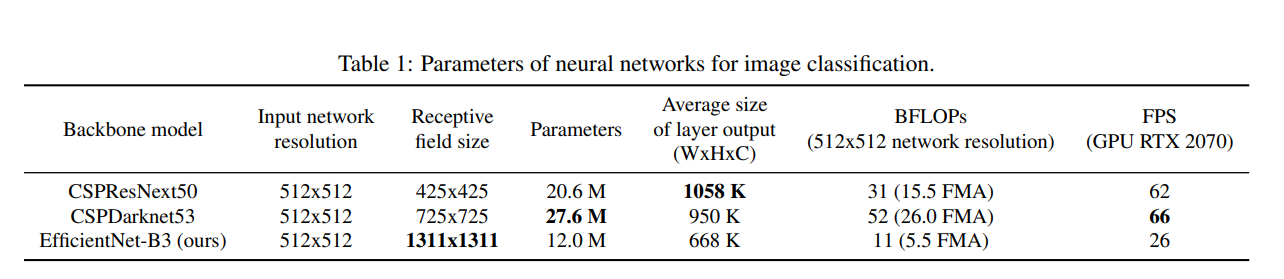 Table 1: Parameters of neural networks for image classification.
Backbone model Input network resolution Receptive field size Parameters Average size of layer output (WxHxC) BFLOPs (512x512 network resolution) FPS (GPU RTX 2070)
CSPResNext50 512x512 425x425 20.6 M 1058 K 31 (15.5 FMA) 62
CSPDarknet53 512x512 725x725 27.6 M 950 K 52 (26.0 FMA) 66
EfficientNet-B3 (ours) 512x512 1311x1311 12.0 M 668 K 11 (5.5 FMA) 26